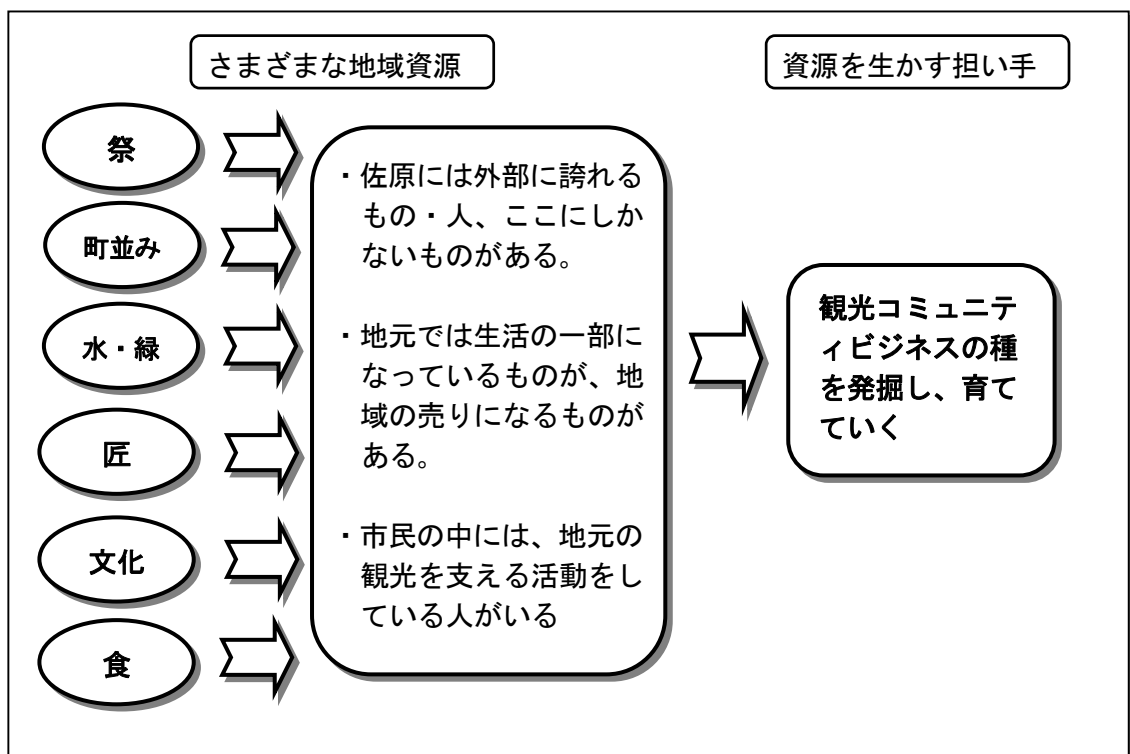 さまざまな地域資源
資源を生かす担い手
祭
町並み
水・緑
匠
文化
食
・佐原には外部に誇れる
もの・人、ここにしか
ないものがある。
・地元では生活の一部に
なっているものが、地
域の売りになるものが
ある。
・市民の中には、地元の
観光を支える活動をし
ている人がいる
観光コミュニテ
ィビジネスの種
を発掘し、育て
ていく